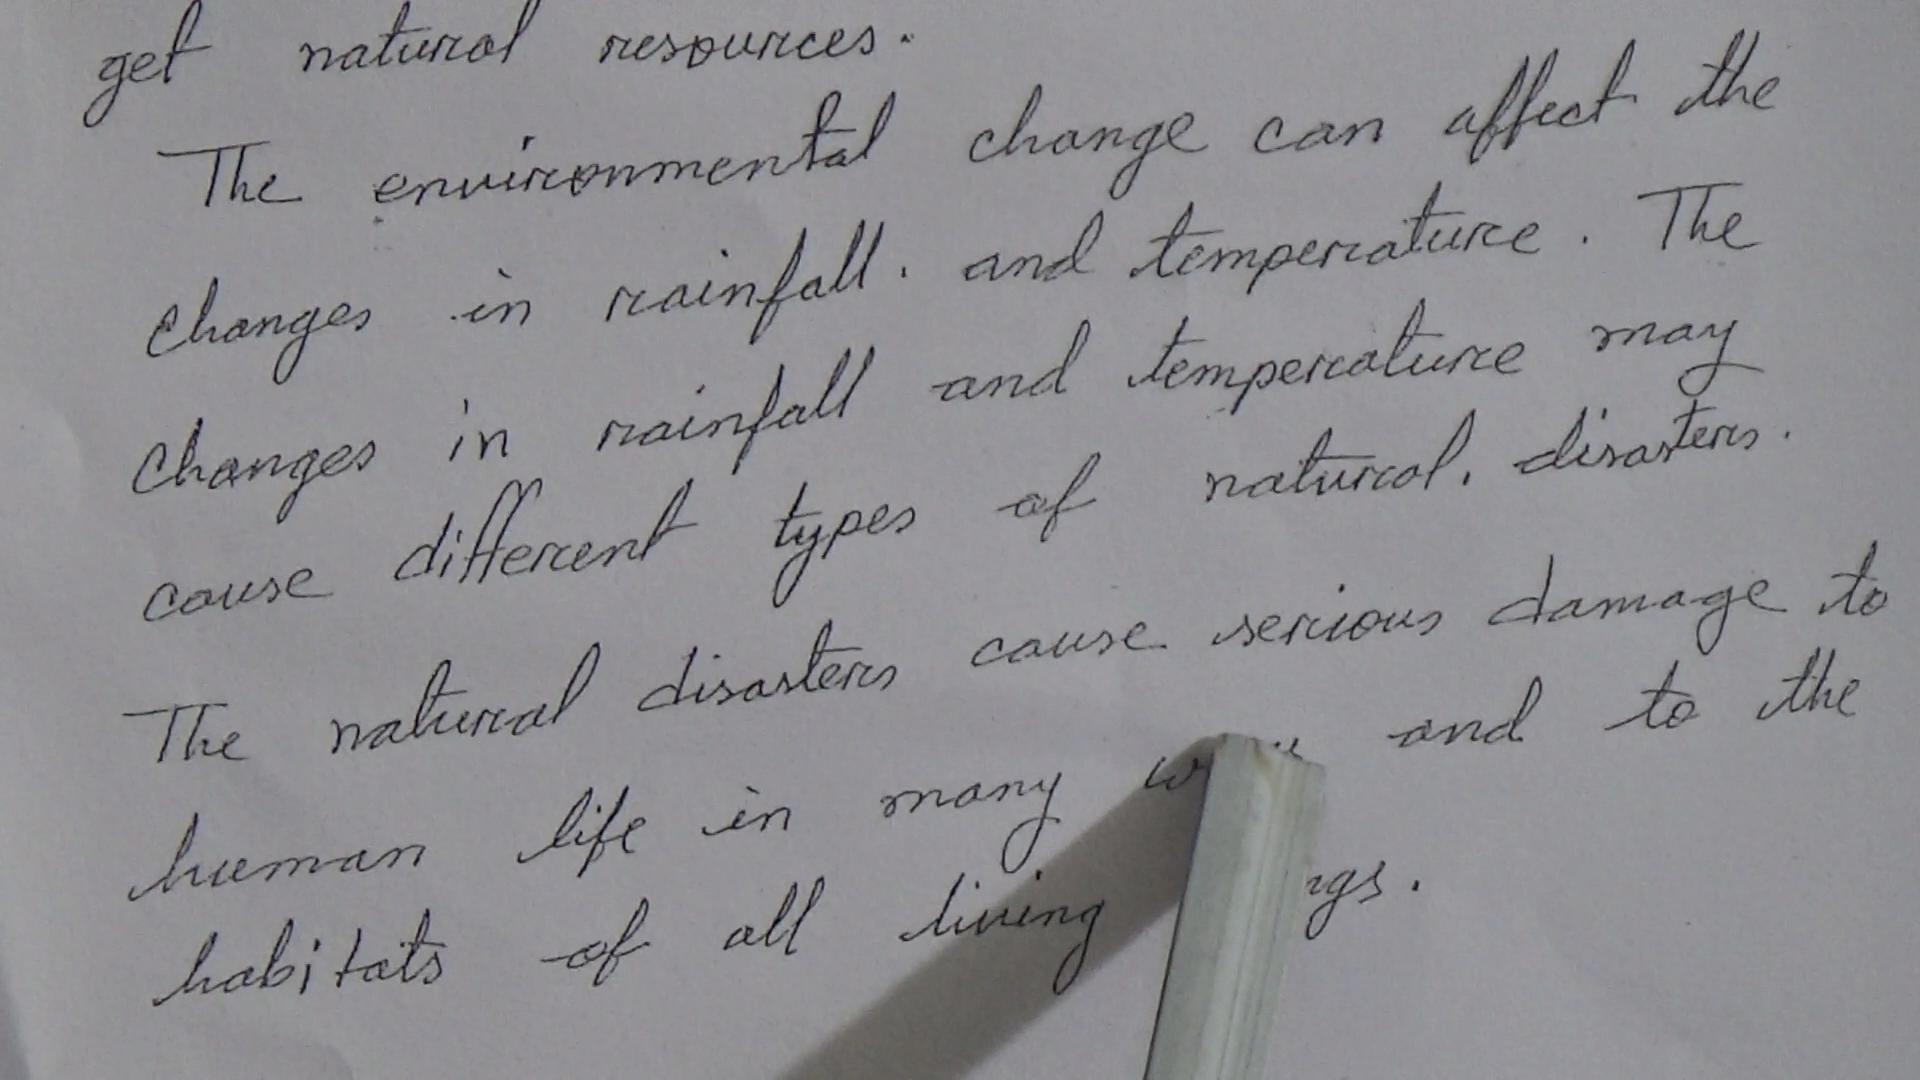 get natural resources.
The environmental change can affect the
changes in rainfall. and temperature. The
changes in rainfall and temperature may
cause different types of natural. disasters.
The natural disasters cause serious damage to
human life in many and to the
habitats of all living